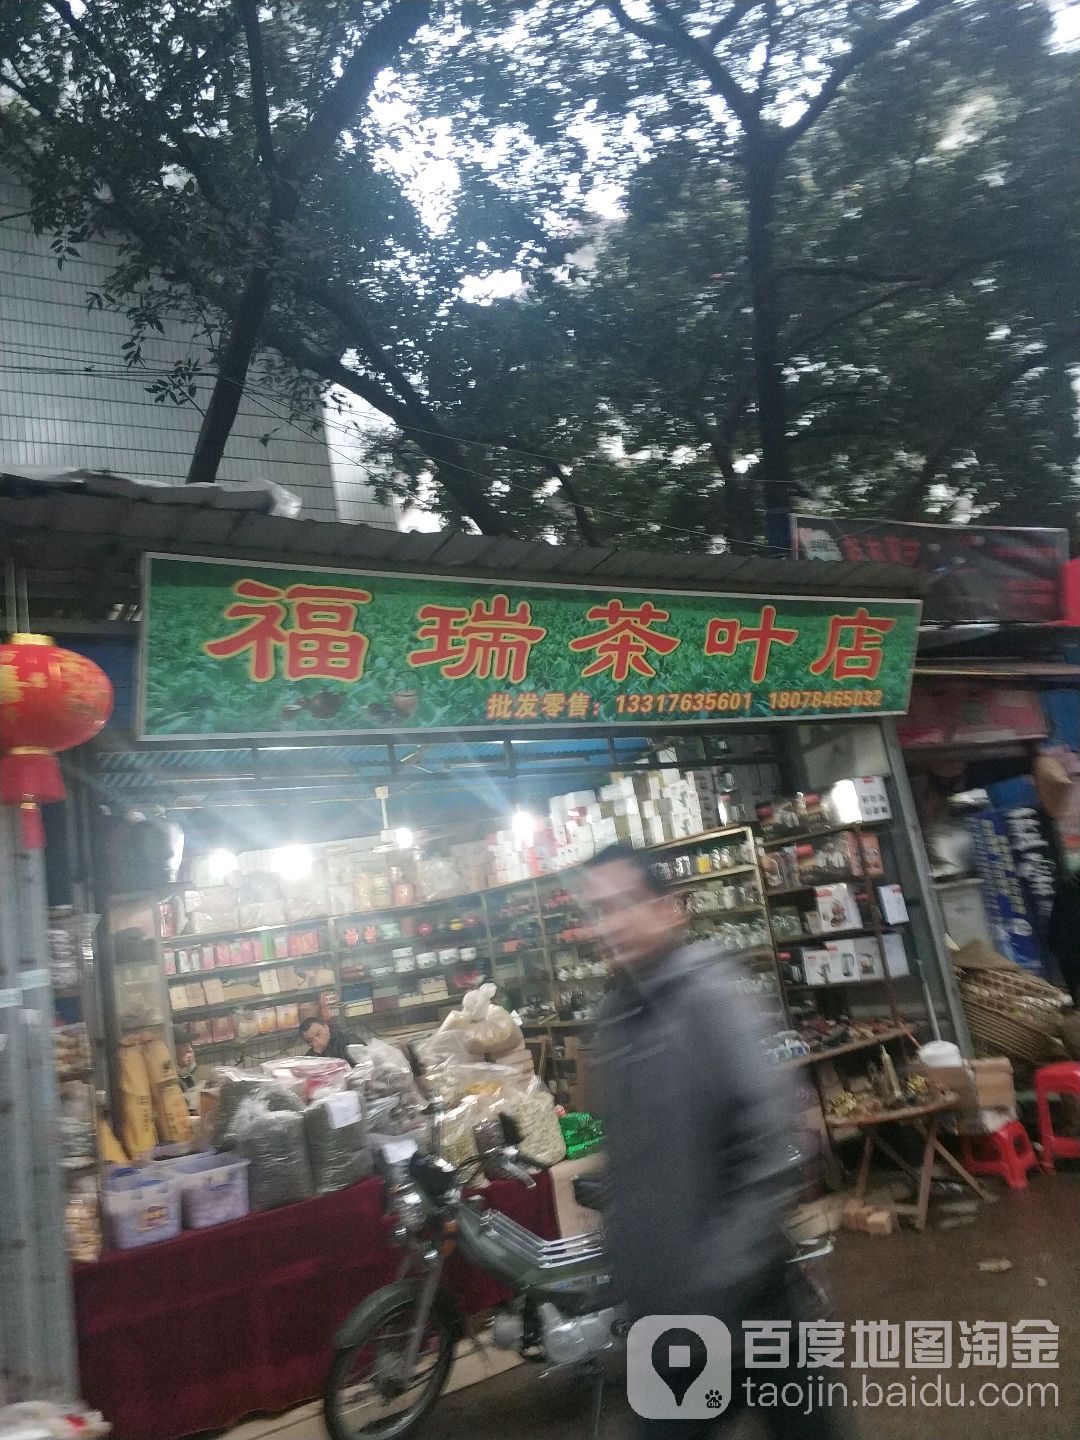 福瑞茶叶店
批发零售：13317635601 18078465032
百度地图淘金
taojin.baidu.com